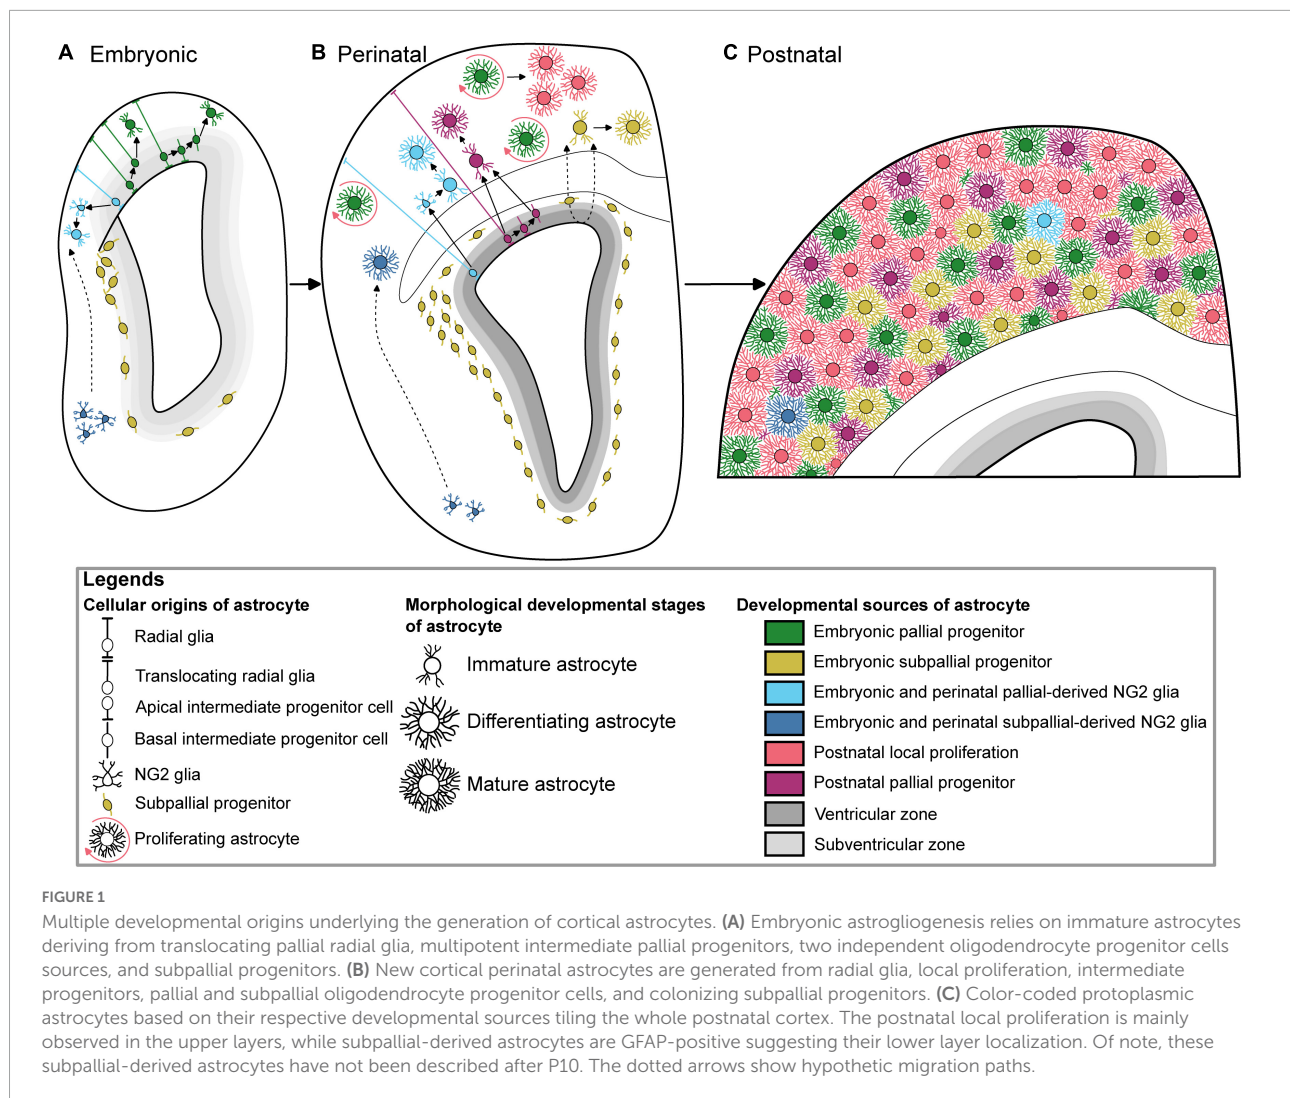 A Embryonic
B Perinatal
C Postnatal
Legends
Cellular origins of astrocyte
Radial glia
Translocating radial glia
Apical intermediate progenitor cell
Basal intermediate progenitor cell
NG2 glia
Subpallial progenitor
Proliferating astrocyte
Morphological developmental stages
of astrocyte
Immature astrocyte
Differentiating astrocyte
Mature astrocyte
Developmental sources of astrocyte
Embryonic pallial progenitor
Embryonic subpallial progenitor
Embryonic and perinatal pallial-derived NG2 glia
Embryonic and perinatal subpallial-derived NG2 glia
Postnatal local proliferation
Postnatal pallial progenitor
Ventricular zone
Subventricular zone
FIGURE 1
Multiple developmental origins underlying the generation of cortical astrocytes. (A) Embryonic astrogliogenesis relies on immature astrocytes
deriving from translocating pallial radial glia, multipotent intermediate pallial progenitors, two independent oligodendrocyte progenitor cells
sources, and subpallial progenitors. (B) New cortical perinatal astrocytes are generated from radial glia, local proliferation, intermediate
progenitors, pallial and subpallial oligodendrocyte progenitor cells, and colonizing subpallial progenitors. (C) Color-coded protoplasmic
astrocytes based on their respective developmental sources tiling the whole postnatal cortex. The postnatal local proliferation is mainly
observed in the upper layers, while subpallial-derived astrocytes are GFAP-positive suggesting their lower layer localization. Of note, these
subpallial-derived astrocytes have not been described after P10. The dotted arrows show hypothetic migration paths.